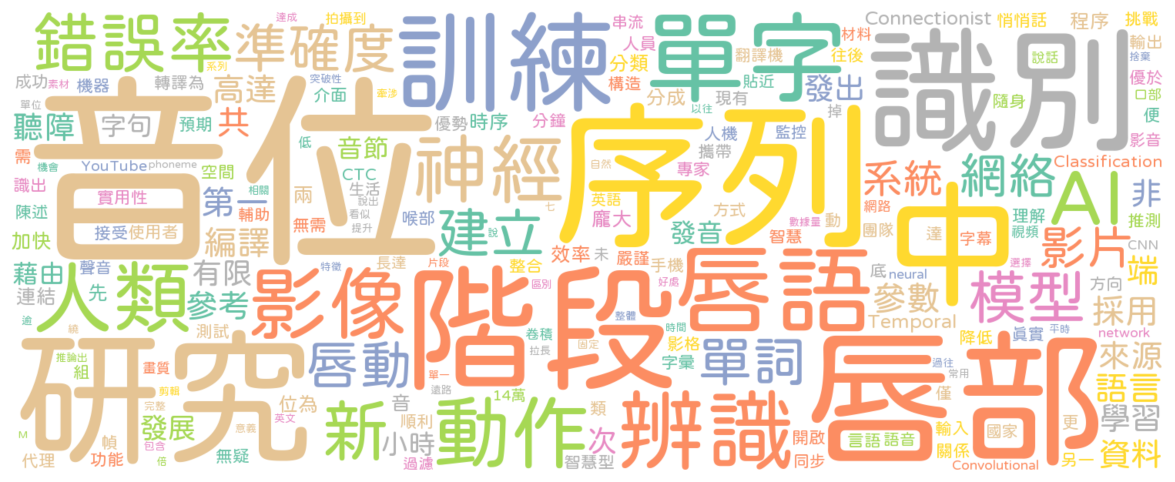 錯誤率
準確度
訓練
單字
識別
音位
序列
中
AI
神經
唇語
唇部
階段
研究
人類
影像
辨識
動作
新
建立
模型
網絡
系統
影片
單詞
唇動
編譯
第一
聽障
字句
高達
共
預期
轉譯為
成功
素材
機器
單位
系列
達成
拍攝到
突破性
介面
牽涉
低
優勢
時序
音節
CTC
生活
說出
看似
提升
喉部
說
兩
無需
輔助
相關
空間
YouTube
phoneme
機會
需
實用性
識出
陳述
接受
使用者
加快
聲音
藉由
連結
先
有限
參考
特徵
長達
片段
測試
逾
繞
畫質
推論出
組
剪輯
完整
意義
位為
音
代理
M
幀
功能
發展
包含
倍
無疑
英文
小時
順利
過濾
14萬
單一
遠路
拉長
卷積
固定
整體
區別
整合
效率
未
嚴謹
好處
手機
發音
智慧
龐大
英語
七
自然
方式
數據量
動
專家
攜帶
人機
監控
以往
掉
分鐘
現有
貼近
發出
往後
翻譯機
材料
構造
分類
分成
人員
串流
Connectionist
悄悄話
程序
挑戰
輸出
說話
捨棄
優於
口部
隨身
便
影音
Classification
非
理解
推測
視頻
CNN
端
字幕
達
網路
團隊
底
neural
選擇
方向
參數
採用
Temporal
降低
真實
平時
network
時間
影格
字彙
過往
常用
來源
僅
語言
類
次
智慧型
開啟
同步
言語
語音
輸入
關係
國家
更
學習
另一
資料
Convolutional